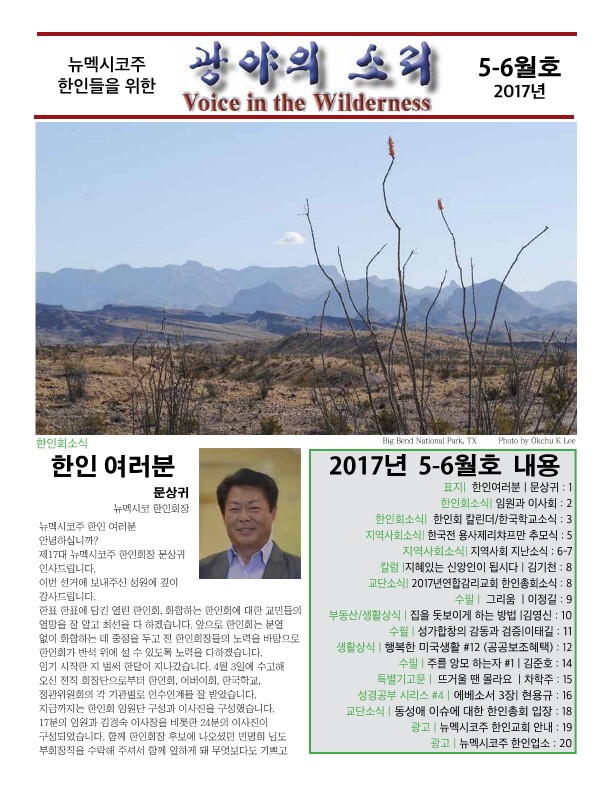 뉴멕시코주
한인들을 위한
광야의 소리
Voice in the Wilderness
5-6월호
2017년
Big Bend National Park, TX Photo by Okchu K Lee
한인회소식
한인 여러분
문상귀
뉴멕시코 한인회장
뉴멕시코주 한인 여러분
안녕하십니까?
제17대 뉴멕시코주 한인회장 문상귀
인사드립니다.
이번 선거에 보내주신 성원에 깊이
감사드립니다.
한표 한표에 담긴 열린 한인회, 화합하는 한인회에 대한 교민들의
열망을 잘 알고 최선을 다 하겠습니다. 앞으로 한인회는 분열
없이 화합하는 데 중점을 두고 전 한인회장들의 노력을 바탕으로
한인회가 반석 위에 설 수 있도록 노력을 다하겠습니다.
임기 시작한 지 벌써 한달이 지나갔습니다. 4월 3일에 수고해
오신 전직 회장단으로부터 한인회, 어버이회, 한국학교,
정관위원회의 각 기관별로 인수인계를 잘 받았습니다.
지금까지는 한인회 임원단 구성과 이사진을 구성했습니다.
17분의 임원과 김경숙 이사장을 비롯한 24분의 이사진이
구성되었습니다. 함께 한인회장 후보에 나오셨던 민명희 님도
부회장직을 수락해 주셔서 함께 일하게 돼 무엇보다도 기쁘고
2017년 5-6월호 내용
표지| 한인여러분 | 문상귀 : 1
한인회소식| 임원과 이사회 : 2
한인회소식| 한인회 칼린더/한국학교소식 : 3
지역사회소식| 한국전 용사제리챠프만 추모식 : 5
지역사회소식| 지역사회 지난소식 : 6-7
칼럼 |지혜있는 신앙인이 됩시다 | 김기천 : 8
교단소식| 2017년연합감리교회 한인총회소식 : 8
수필 | 그리움 | 이정길 : 9
부동산/생활상식 | 집을 돗보이게 하는 방법 |김영신 : 10
수필 | 성가합창의 감동과 검증|이태길 : 11
생활상식 | 행복한 미국생활 #12 (공공보조혜택) : 12
수필 | 주를 앙모 하는자 #1 | 김준호 : 14
특별기고문 | 뜨거울 땐 몰라요 | 차학주 : 15
성경공부 시리즈 #4 | 에베소서 3장| 현용규 : 16
교단소식 | 동성애 이슈에 대한 한인총회 입장 : 18
광고 | 뉴멕시코주 한인교회 안내 : 19
광고 | 뉴멕시코주 한인업소 : 20